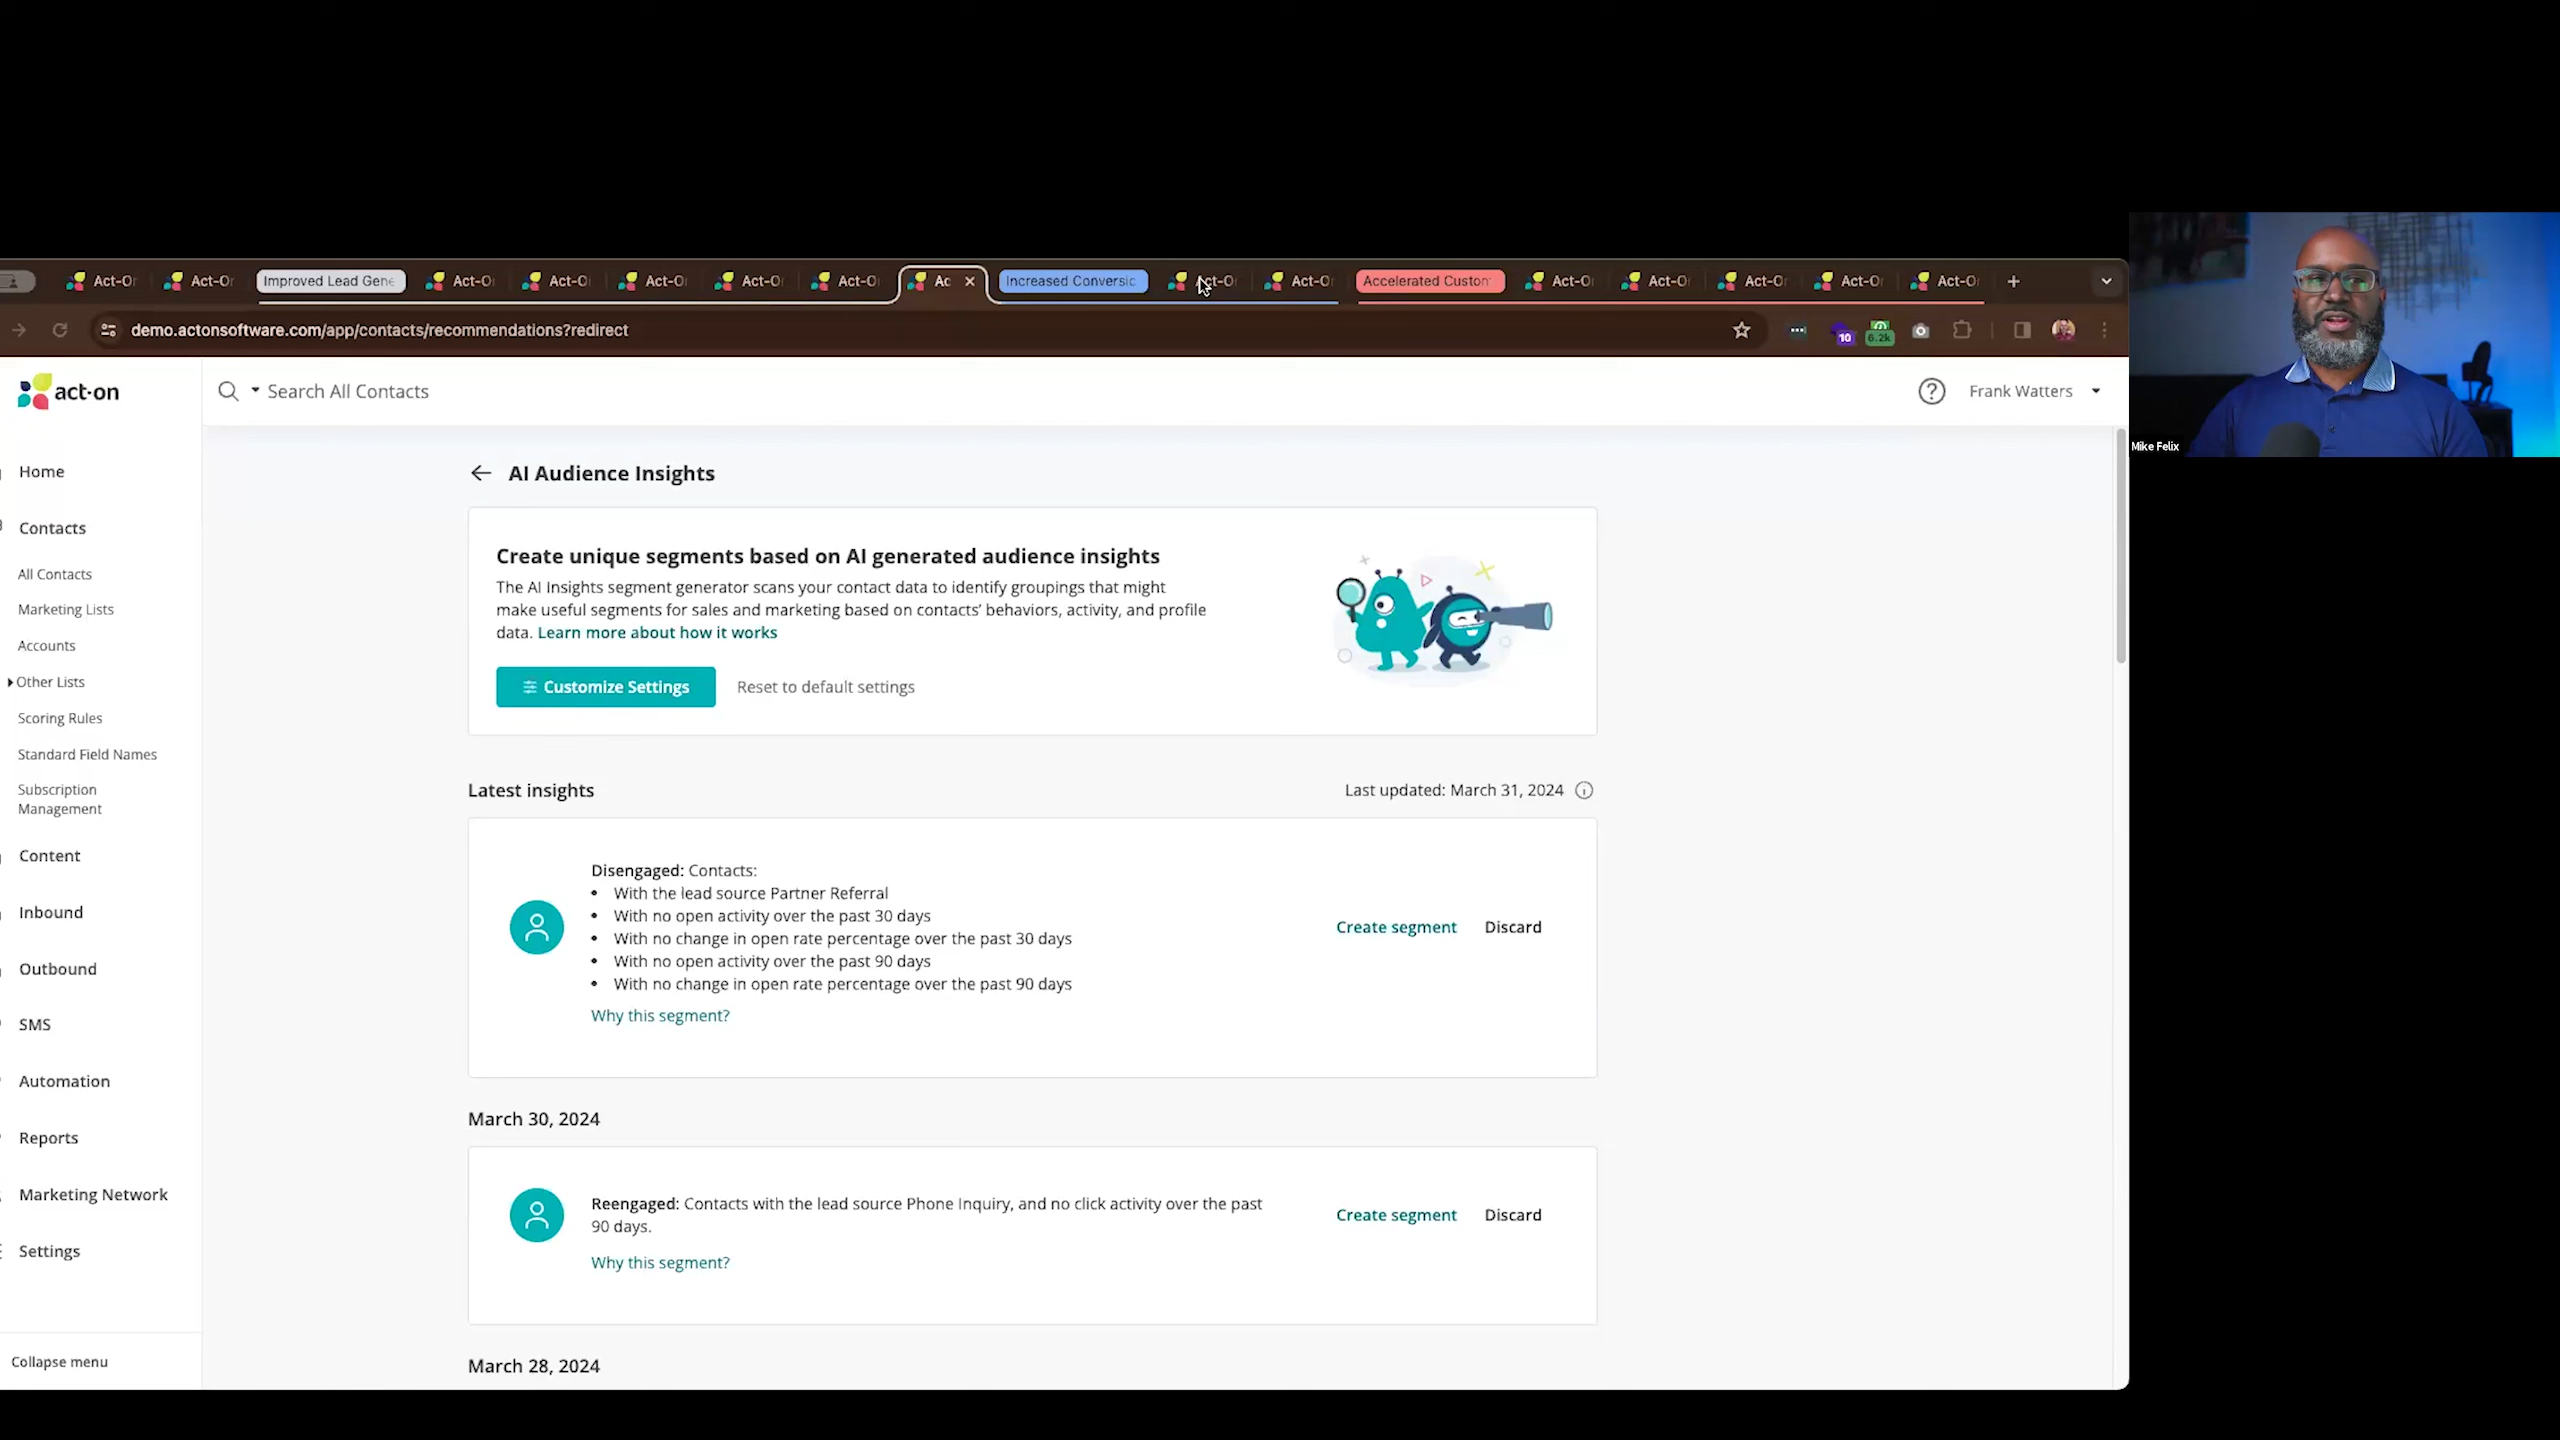 Act-O
Act-O
Improved Lead Gene
Act-O
Act-O
Act-O
Act-O
Act-O
Ac
Increased Conversic
Act-O
Act-O
Accelerated Custom
Act-O
Act-O
Act-O
Act-O
Act-O
demo.actonsoftware.com/app/contacts/recommendations?redirect
10
6.2k
act-on
Search All Contacts
Frank Watters
Mike Felix
Home
Contacts
All Contacts
Marketing Lists
Accounts
Other Lists
Scoring Rules
Standard Field Names
Subscription
Management
Content
Inbound
Outbound
SMS
Automation
Reports
Marketing Network
Settings
Collapse menu
AI Audience Insights
Create unique segments based on AI generated audience insights
The AI Insights segment generator scans your contact data to identify groupings that might
make useful segments for sales and marketing based on contacts’ behaviors, activity, and profile
data. Learn more about how it works
Customize Settings
Reset to default settings
Latest insights
Last updated: March 31, 2024
Disengaged: Contacts:
• With the lead source Partner Referral
• With no open activity over the past 30 days
• With no change in open rate percentage over the past 30 days
• With no open activity over the past 90 days
• With no change in open rate percentage over the past 90 days
Why this segment?
Create segment
Discard
March 30, 2024
Reengaged: Contacts with the lead source Phone Inquiry, and no click activity over the past
90 days.
Why this segment?
Create segment
Discard
March 28, 2024